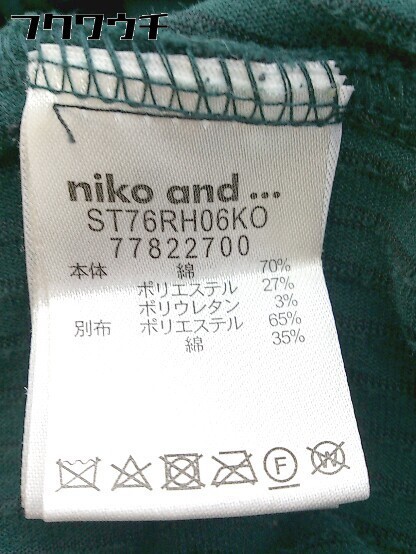 フクウウチ
niko and ...
ST76RH06KO
77822700
本体 綿 70%
ポリエステル 27%
ポリウレタン 3%
別布 ポリエステル 65%
綿 35%
F
W